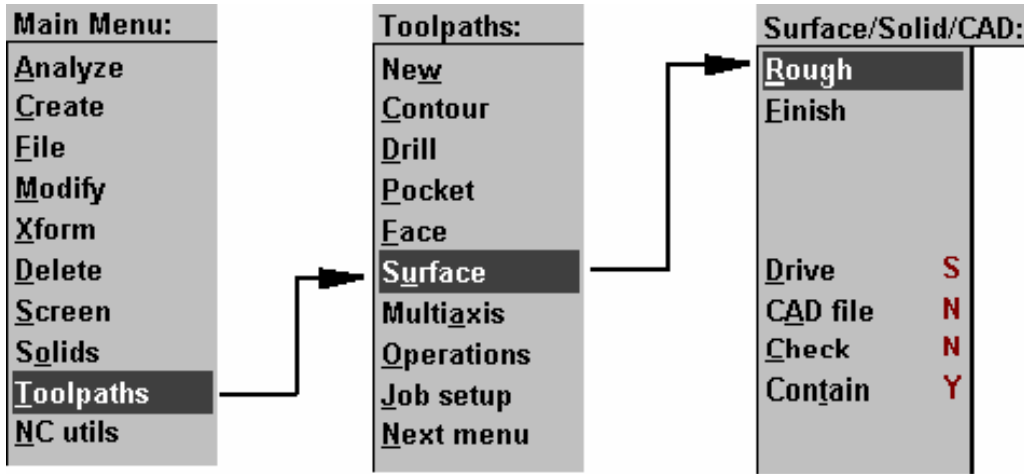 Main Menu:
Analyze
Create
File
Modify
Xform
Delete
Screen
Solids
Toolpaths
NC utils
Toolpaths:
New
Contour
Drill
Pocket
Face
Surface
Multiaxis
Operations
Job setup
Next menu
Surface/Solid/CAD:
Rough
Finish
Drive S
CAD file N
Check N
Contain Y